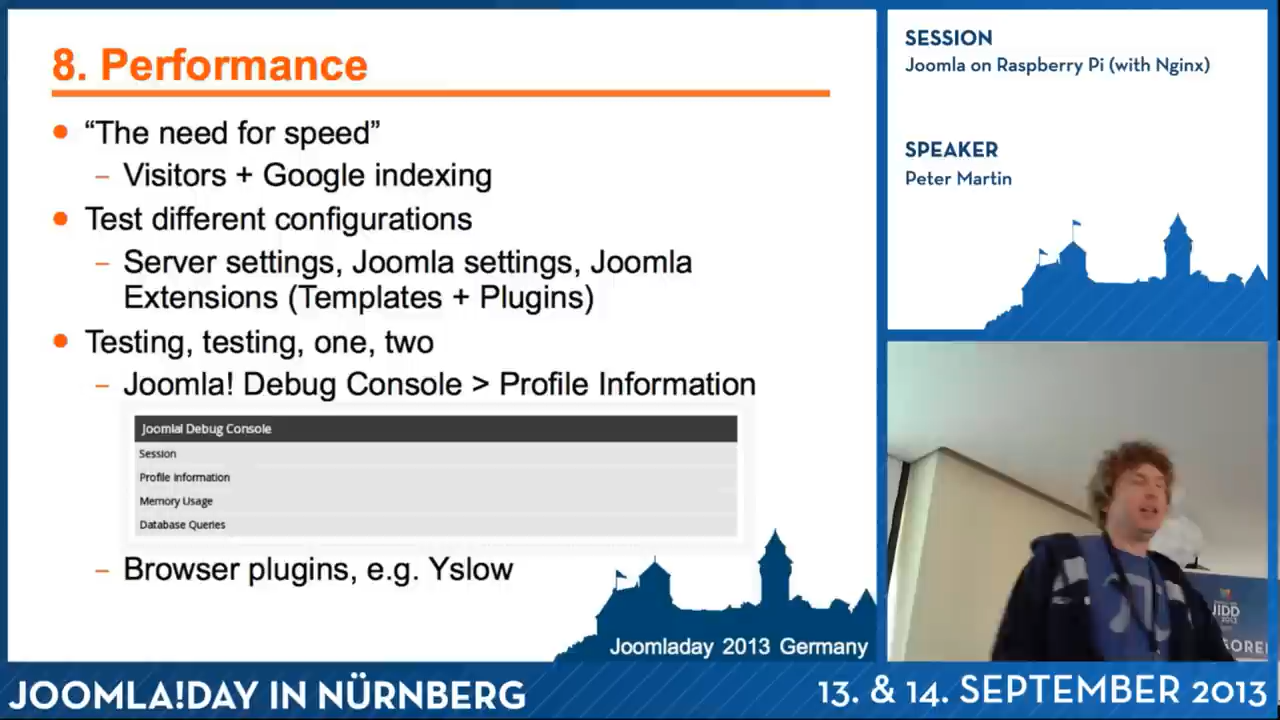 8. Performance
• “The need for speed”
– Visitors + Google indexing
• Test different configurations
– Server settings, Joomla settings, Joomla
Extensions (Templates + Plugins)
• Testing, testing, one, two
– Joomla! Debug Console > Profile Information
Joomla! Debug Console
Session
Profile Information
Memory Usage
Database Queries
– Browser plugins, e.g. Yslow
Joomladay 2013 Germany
SESSION
Joomla on Raspberry Pi (with Nginx)
SPEAKER
Peter Martin
JOOMLA!DAY IN NÜRNBERG
13. & 14. SEPTEMBER 2013